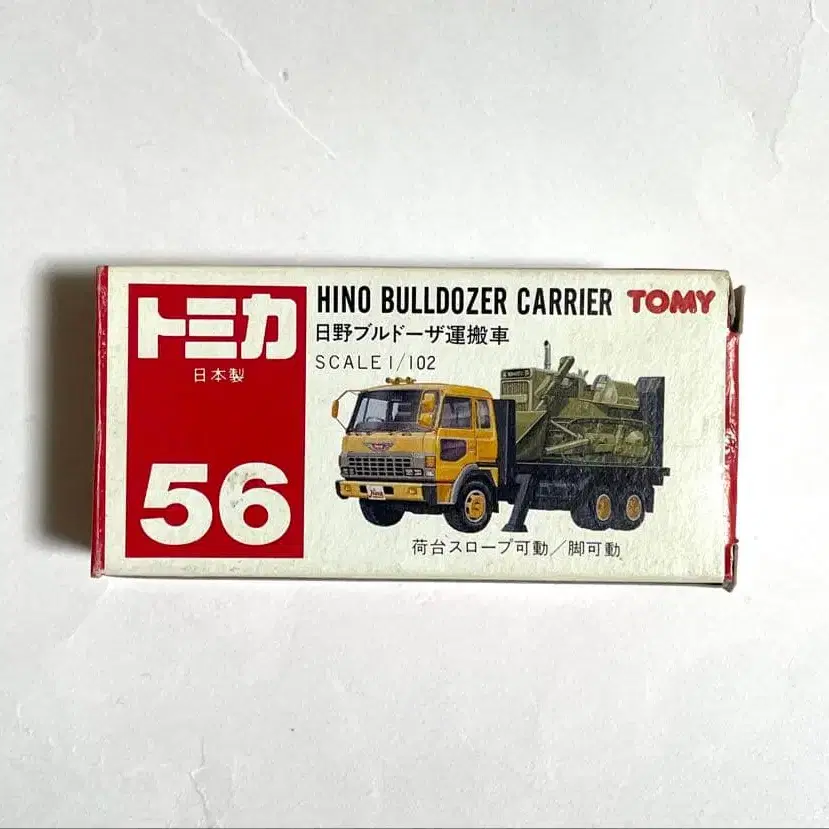 トミカ
日本製
56
HINO BULLDOZER CARRIER TOMY
日野ブルドーザ運搬車
SCALE 1/102
荷台スロープ可動/脚可動